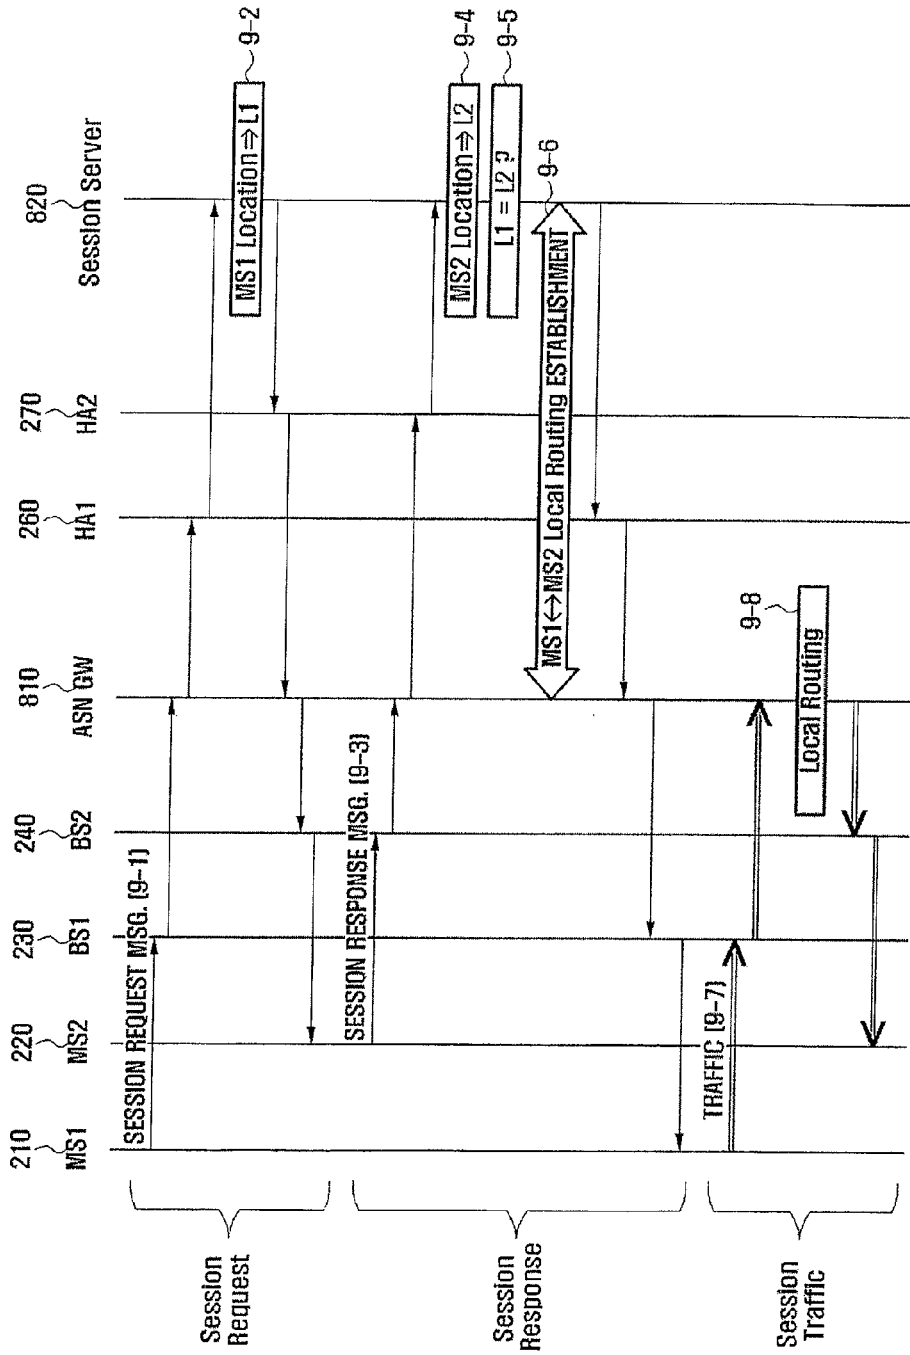 210
MS1
220
MS2
230
BS1
240
BS2
810
ASN GW
260
HA1
270
HA2
820
Session Server
Session
Request
SESSION REQUEST MSG. (9-1)
MS1 Location⇒L1
9-2
Session
Response
SESSION RESPONSE MSG. (9-3)
MS2 Location⇒L2
9-4
L1 = L2 ?
9-5
MS1↔MS2 Local Routing ESTABLISHMENT
9-6
Session
Traffic
TRAFFIC (9-7)
Local Routing
9-8